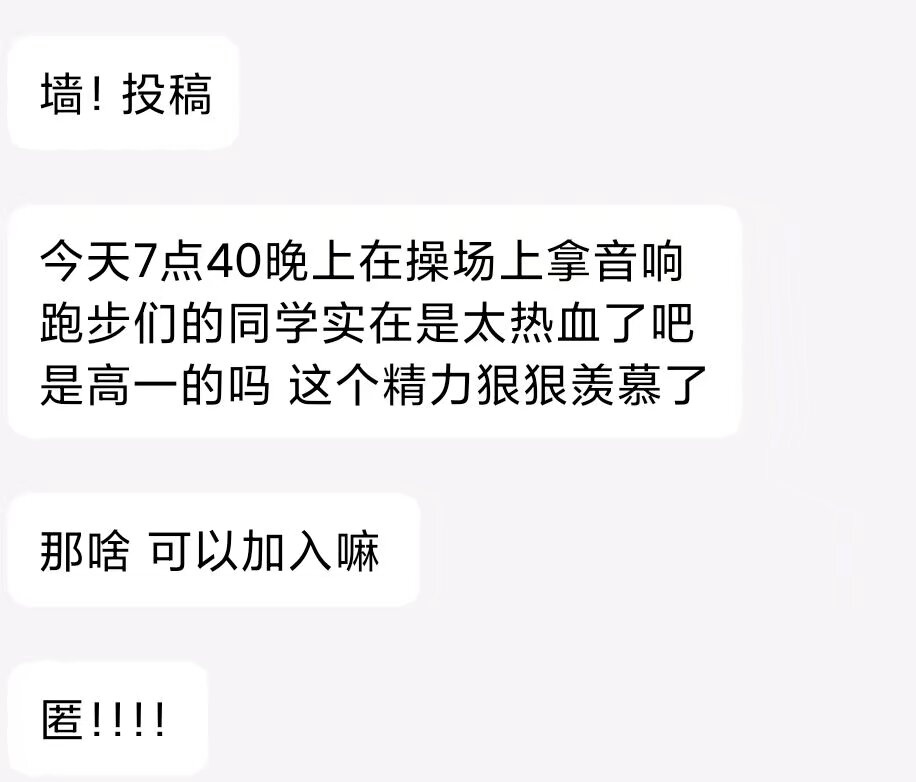 墙! 投稿
今天7点40晚上在操场上拿音响
跑步们的同学实在是太热血了吧
是高一的吗 这个精力狠狠羡慕了
那啥 可以加入嘛
匿!!!!